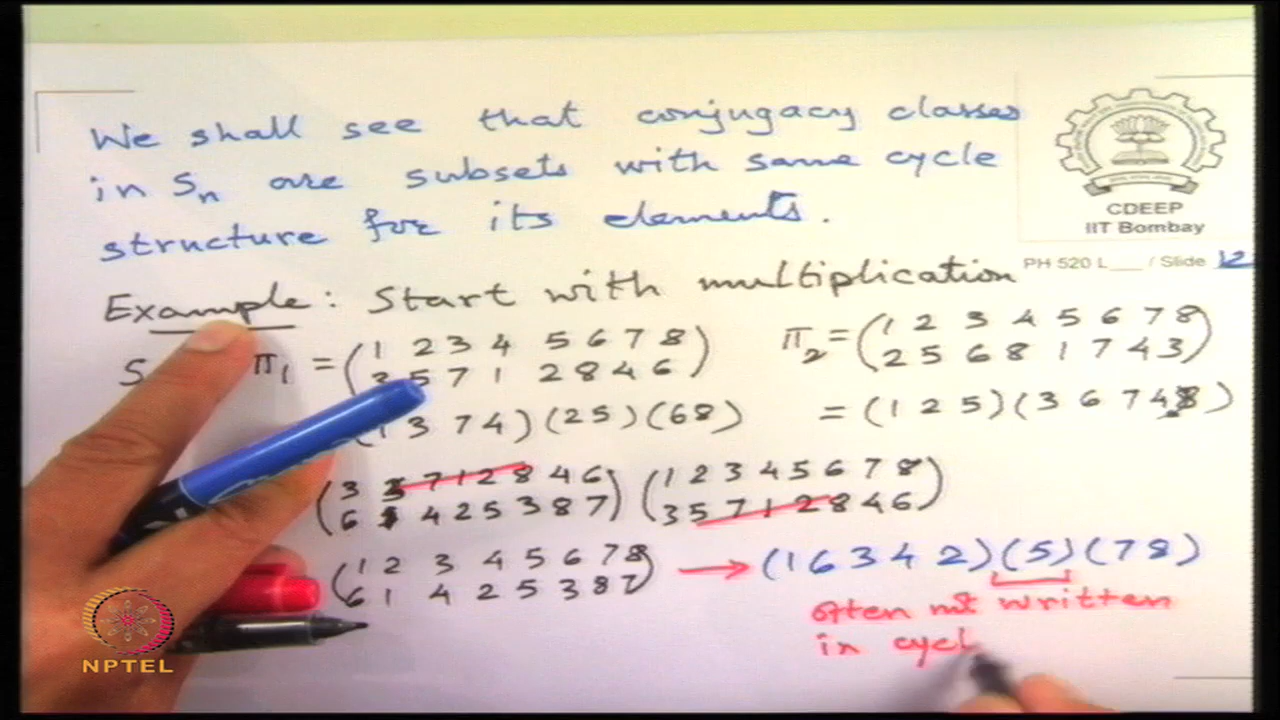 We shall see that conjugacy classes
in Sn are subsets with same cycle
structure for its elements.
CDEEP
IIT Bombay
PH 520 L___ / Slide 12
Example: Start with multiplication
S π1 = (1 2 3 4 5 6 7 8 π2 = (1 2 3 4 5 6 7 8
3 5 7 1 2 8 4 6) 2 5 6 8 1 7 4 3)
(1 3 7 4)(2 5)(6 8) = (1 2 5)(3 6 7 4 8)
(3 5 7 1 2 8 4 6 (1 2 3 4 5 6 7 8
6 1 4 2 5 3 8 7) 3 5 7 1 2 8 4 6)
(1 2 3 4 5 6 7 8 → (1 6 3 4 2)(5)(7 8)
6 1 4 2 5 3 8 7)
often not written
in cycl
NPTEL